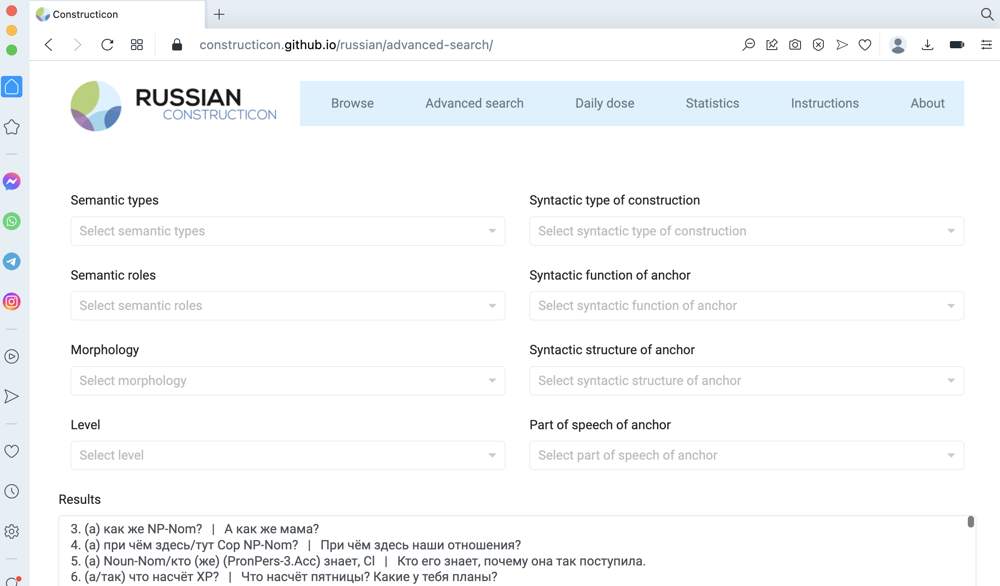 Constructicon
constructicon.github.io/russian/advanced-search/
RUSSIAN
CONSTRUCTICON
Browse Advanced search Daily dose Statistics Instructions About
Semantic types
Select semantic types
Syntactic type of construction
Select syntactic type of construction
Semantic roles
Select semantic roles
Syntactic function of anchor
Select syntactic function of anchor
Morphology
Select morphology
Syntactic structure of anchor
Select syntactic structure of anchor
Level
Select level
Part of speech of anchor
Select part of speech of anchor
Results
3. (а) как же NP-Nom? | А как же мама?
4. (а) при чём здесь/тут Cop NP-Nom? | При чём здесь наши отношения?
5. (а) Noun-Nom/кто (же) (PronPers-3.Acc) знает, Cl | Кто его знает, почему она так поступила.
6. (а/так) что насчёт XP? | Что насчёт пятницы? Какие у тебя планы?